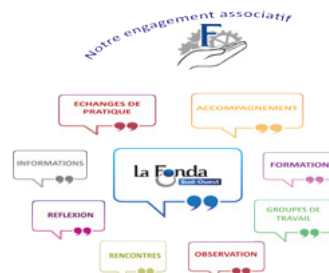 Notre engagement associatif
F
ECHANGES DE
PRATIQUE
ACCOMPAGNEMENT
INFORMATIONS
La Fonda
Sud-Ouest
FORMATION
REFLEXION
GROUPES DE
TRAVAIL
RENCONTRES
OBSERVATION